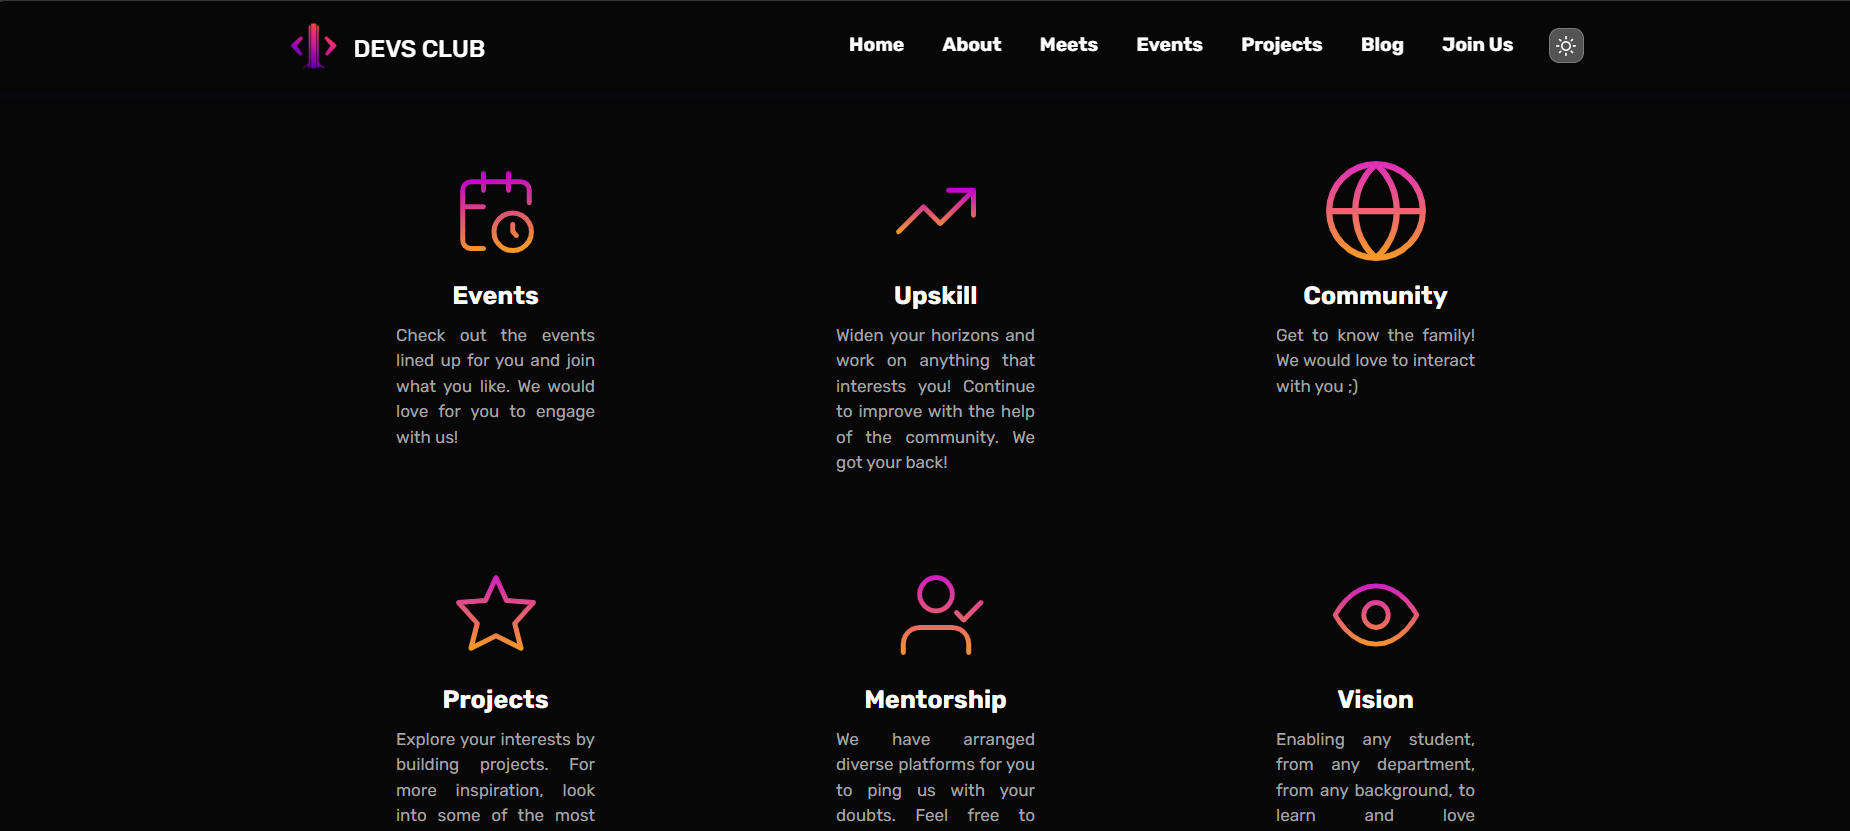 DEVS CLUB
Home About Meets Events Projects Blog Join Us
Events
Check out the events
lined up for you and join
what you like. We would
love for you to engage
with us!
Upskill
Widen your horizons and
work on anything that
interests you! Continue
to improve with the help
of the community. We
got your back!
Community
Get to know the family!
We would love to interact
with you ;)
Projects
Explore your interests by
building projects. For
more inspiration, look
into some of the most
Mentorship
We have arranged
diverse platforms for you
to ping us with your
doubts. Feel free to
Vision
Enabling any student,
from any department,
from any background, to
learn and love